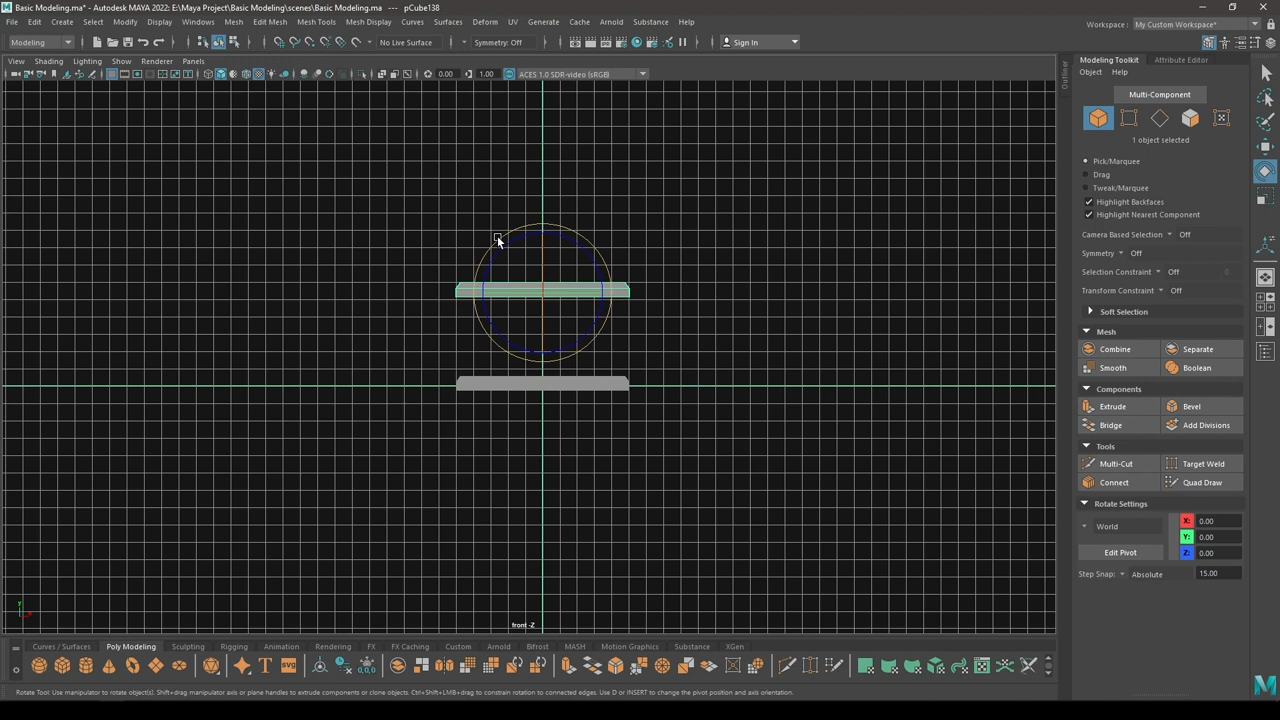 Basic Modeling.ma* - Autodesk MAYA 2022: E:\Maya Project\Basic Modeling\scenes\Basic Modeling.ma --- pCube138
File Edit Create Select Modify Display Windows Mesh Edit Mesh Mesh Tools Mesh Display Curves Surfaces Deform UV Generate Cache Arnold Substance Help
Workspace: My Custom Workspace*
Modeling No Live Surface Symmetry: Off Sign In
View Shading Lighting Show Renderer Panels
0.00 1.00 ACES 1.0 SDR-video (sRGB)
Outliner
Modeling Toolkit Attribute Editor
Object Help
Multi-Component
1 object selected
Pick/Marquee
Drag
Tweak/Marquee
Highlight Backfaces
Highlight Nearest Component
Camera Based Selection Off
Symmetry Off
Selection Constraint Off 0
Transform Constraint Off
Soft Selection
Mesh
Combine Separate
Smooth Boolean
Components
Extrude Bevel
Bridge Add Divisions
Tools
Multi-Cut Target Weld
Connect Quad Draw
Rotate Settings
World
X: 0.00
Y: 0.00
Z: 0.00
Edit Pivot
Step Snap: Absolute 15.00
y
front -Z
Curves / Surfaces Poly Modeling Sculpting Rigging Animation Rendering FX FX Caching Custom Arnold Bifrost MASH Motion Graphics Substance XGen
Rotate Tool: Use manipulator to rotate object(s). Shift+drag manipulator axis or plane handles to extrude components or clone objects. Ctrl+Shift+LMB+drag to constrain rotation to connected edges. Use D or INSERT to change the pivot position and axis orientation.